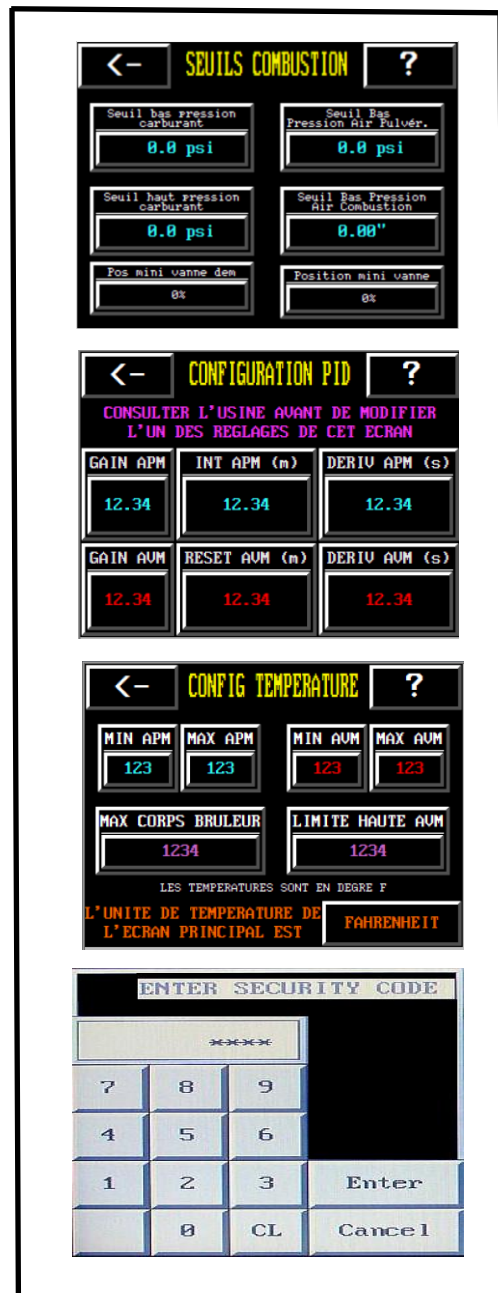 <- SEUILS COMBUSTION ?
Seuil bas pression
carburant
0.0 psi
Seuil Bas
Pression Air Pulvér.
0.0 psi
Seuil haut pression
carburant
0.0 psi
Seuil Bas Pression
Air Combustion
0.00"
Pos mini vanne dem
0%
Position mini vanne
0%
<- CONFIGURATION PID ?
CONSULTER L'USINE AVANT DE MODIFIER
L'UN DES REGLAGES DE CET ECRAN
GAIN APM INT APM (m) DERIV APM (s)
12.34 12.34 12.34
GAIN AVM RESET AVM (m) DERIV AVM (s)
12.34 12.34 12.34
<- CONFIG TEMPERATURE ?
MIN APM MAX APM MIN AVM MAX AVM
123 123 123 123
MAX CORPS BRULEUR LIMITE HAUTE AVM
1234 1234
LES TEMPERATURES SONT EN DEGRE F
L'UNITE DE TEMPERATURE DE
L'ECRAN PRINCIPAL EST
FAHRENHEIT
ENTER SECURITY CODE
****
7 8 9
4 5 6
1 2 3 Enter
0 CL Cancel